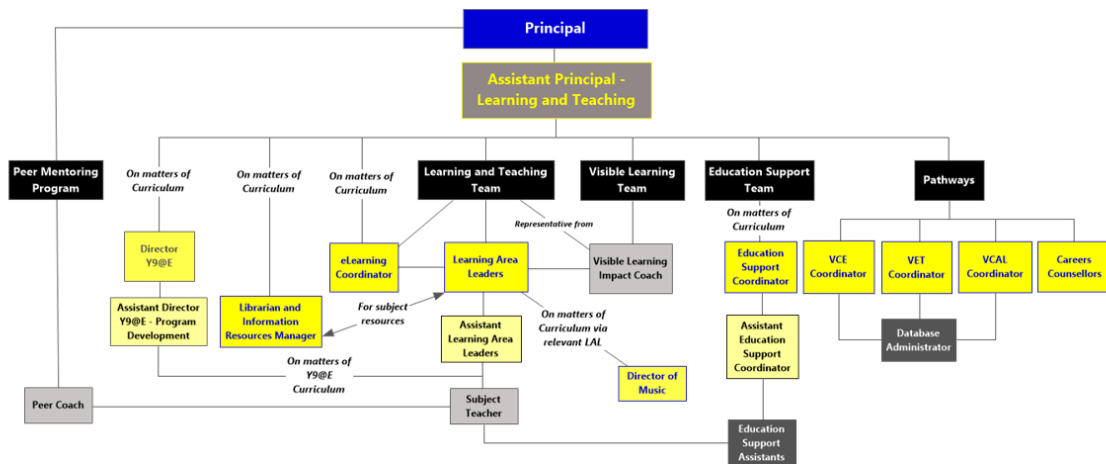 Principal
Assistant Principal -
Learning and Teaching
Peer Mentoring
Program
On matters of
Curriculum
On matters of
Curriculum
On matters of
Curriculum
Learning and Teaching
Team
Visible Learning
Team
Education Support
Team
Pathways
Representative from
On matters of
Curriculum
Director
Y9@E
eLearning
Coordinator
Learning Area
Leaders
Visible Learning
Impact Coach
Education
Support
Coordinator
VCE
Coordinator
VET
Coordinator
VCAL
Coordinator
Careers
Counsellors
Assistant Director
Y9@E - Program
Development
Librarian and
Information
Resources Manager
For subject
resources
Assistant
Learning Area
Leaders
On matters of
Curriculum via
relevant LAL
Assistant
Education
Support
Coordinator
Database
Administrator
On matters of
Y9@E
Curriculum
Director of
Music
Peer Coach
Subject
Teacher
Education
Support
Assistants